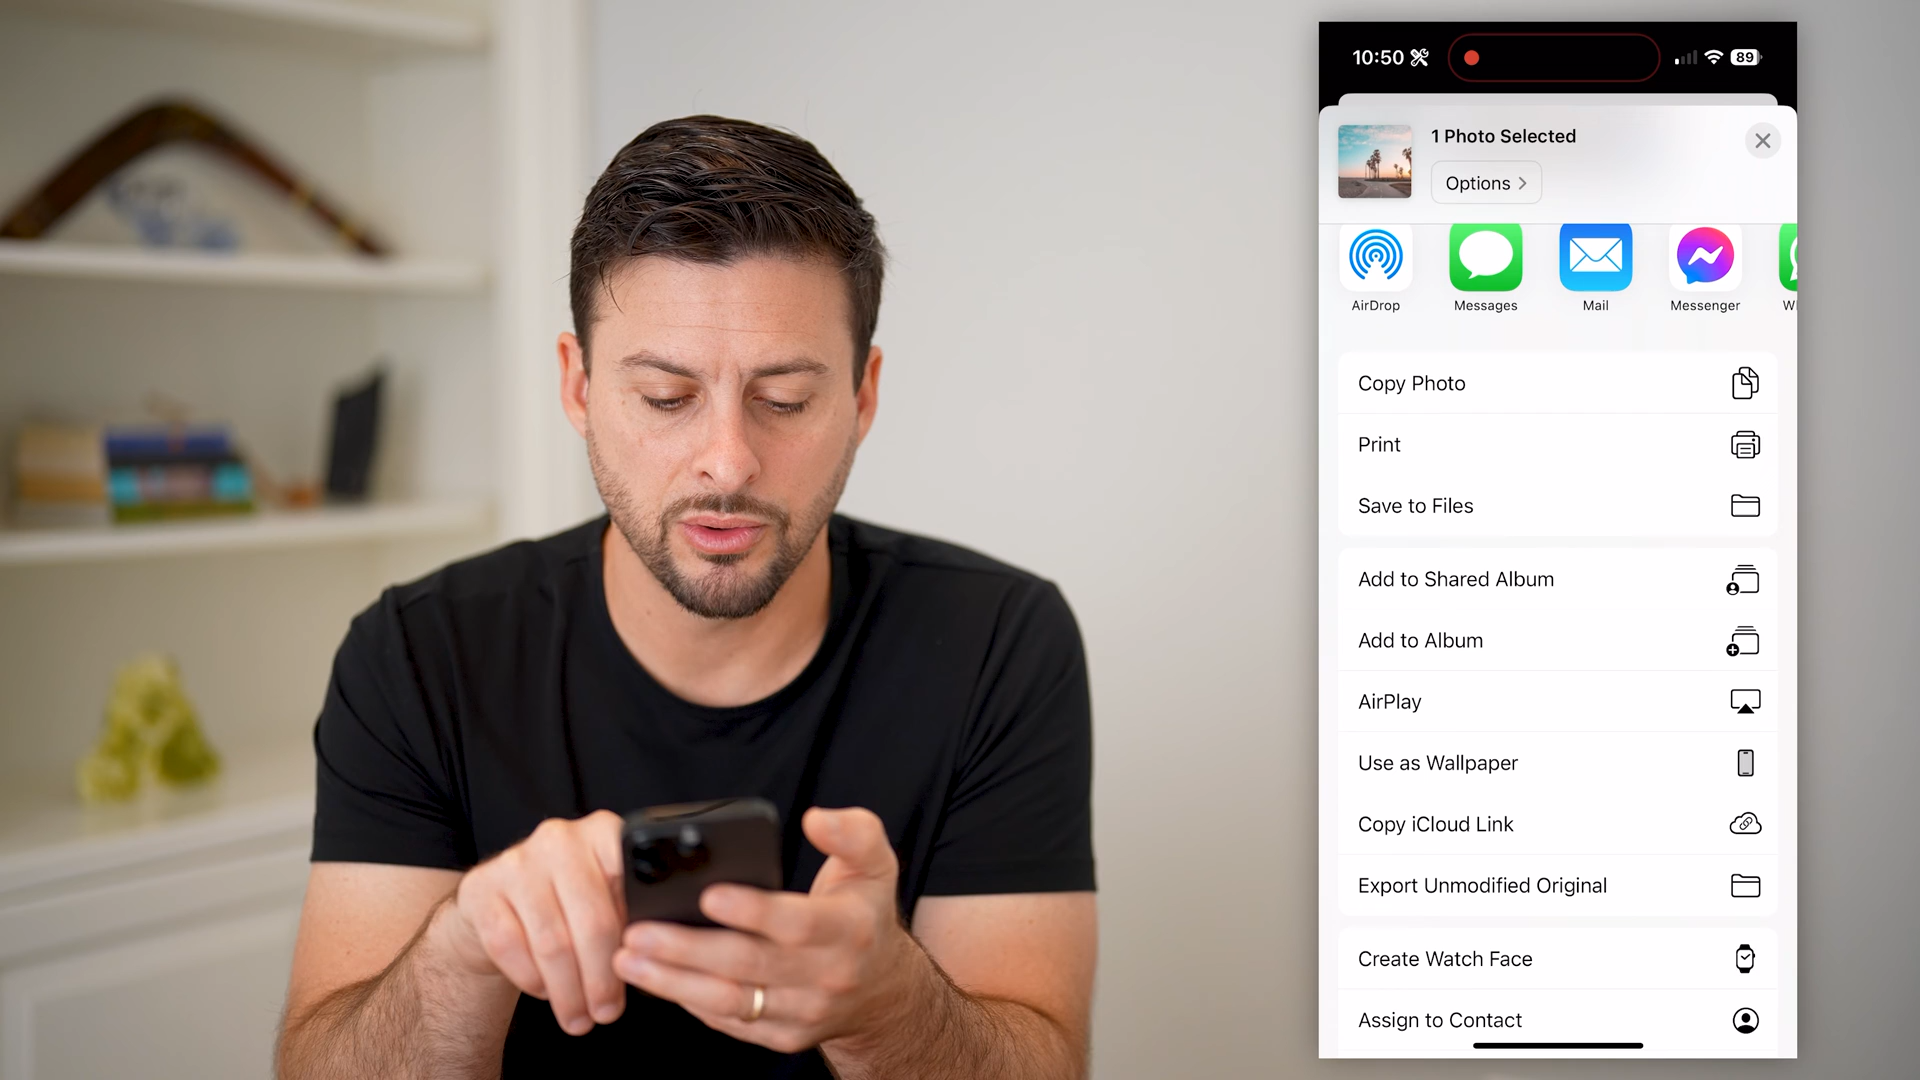 10:50
89
1 Photo Selected
Options
AirDrop
Messages
Mail
Messenger
Copy Photo
Print
Save to Files
Add to Shared Album
Add to Album
AirPlay
Use as Wallpaper
Copy iCloud Link
Export Unmodified Original
Create Watch Face
Assign to Contact